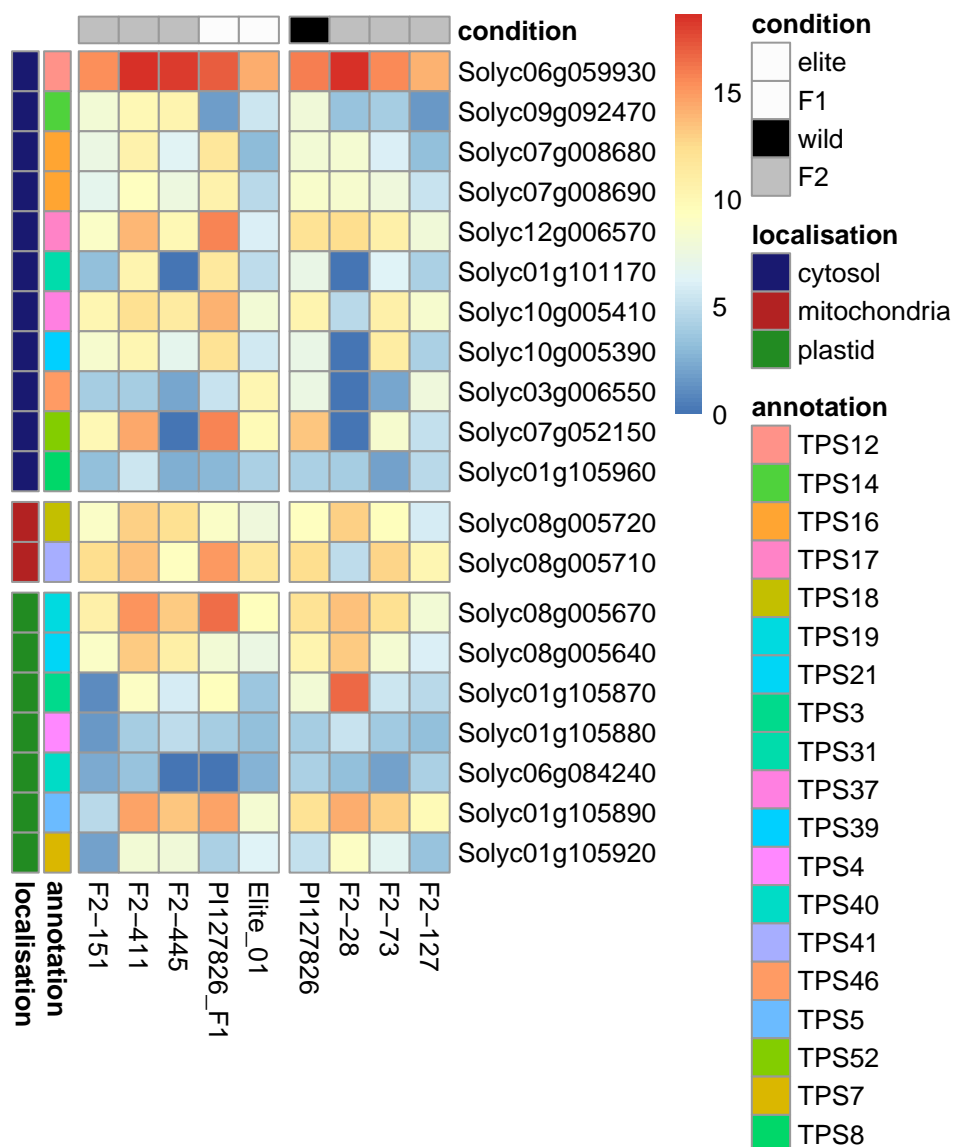 condition
Solyc06g059930
Solyc09g092470
Solyc07g008680
Solyc07g008690
Solyc12g006570
Solyc01g101170
Solyc10g005410
Solyc10g005390
Solyc03g006550
Solyc07g052150
Solyc01g105960
Solyc08g005720
Solyc08g005710
Solyc08g005670
Solyc08g005640
Solyc01g105870
Solyc01g105880
Solyc06g084240
Solyc01g105890
Solyc01g105920
localisation
annotation
F2−151
F2−411
F2−445
PI127826_F1
Elite_01
PI127826
F2−28
F2−73
F2−127
15
10
5
0
condition
elite
F1
wild
F2
localisation
cytosol
mitochondria
plastid
annotation
TPS12
TPS14
TPS16
TPS17
TPS18
TPS19
TPS21
TPS3
TPS31
TPS37
TPS39
TPS4
TPS40
TPS41
TPS46
TPS5
TPS52
TPS7
TPS8